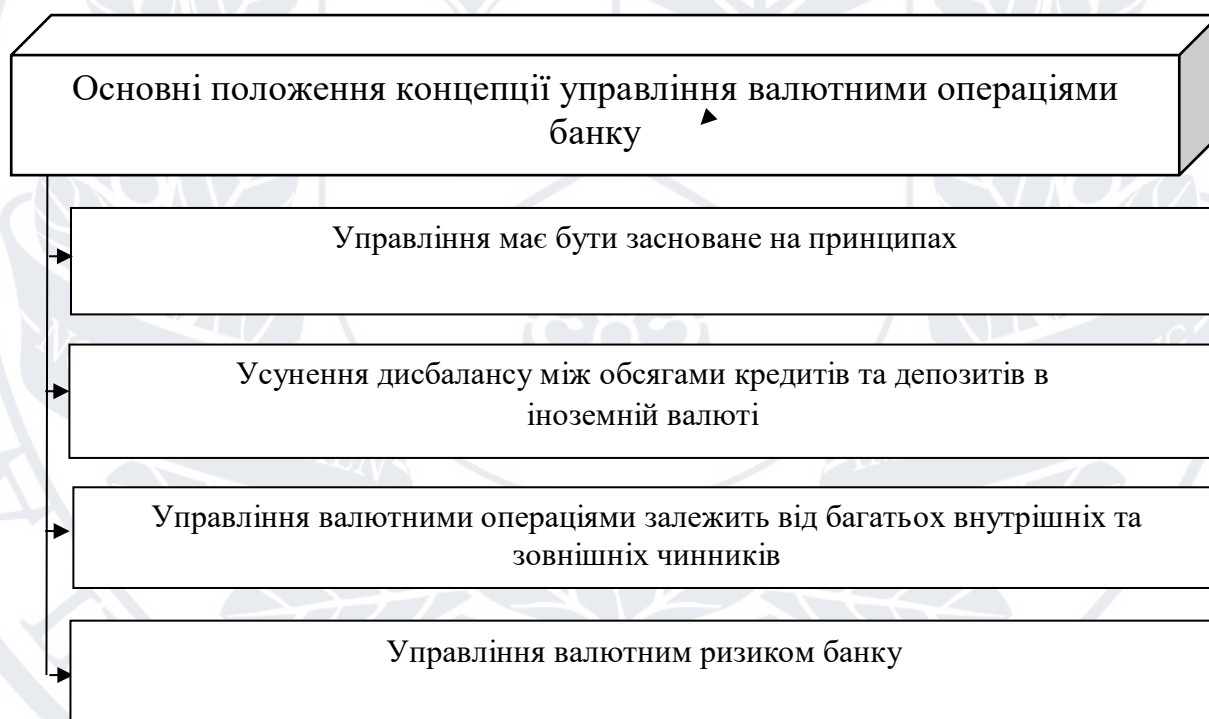 Основні положення концепції управління валютними операціями
банку
Управління має бути засноване на принципах
Усунення дисбалансу між обсягами кредитів та депозитів в
іноземній валюті
Управління валютними операціями залежить від багатьох внутрішніх та
зовнішніх чинників
Управління валютним ризиком банку